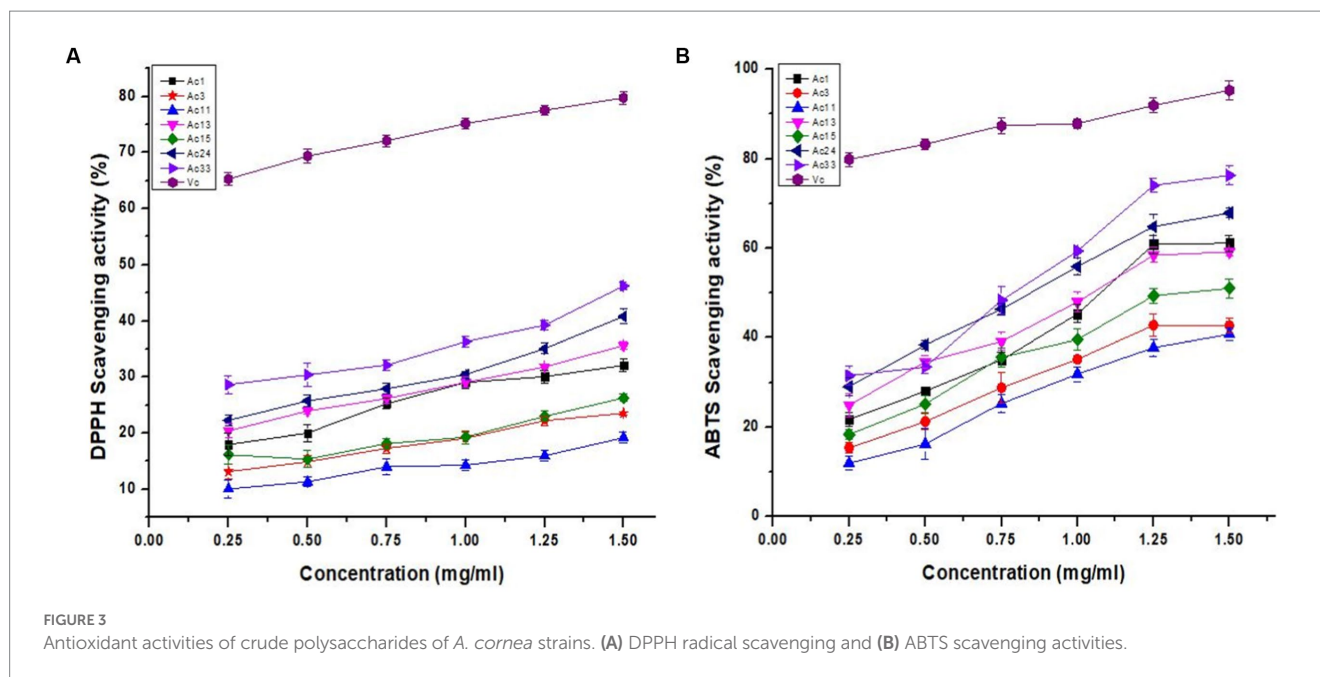 A
Ac1
Ac3
Ac11
Ac13
Ac15
Ac24
Ac33
Vc
DPPH Scavenging activity (%)
80
70
60
50
40
30
20
10
0.00 0.25 0.50 0.75 1.00 1.25 1.50
Concentration (mg/ml)
B
Ac1
Ac3
Ac11
Ac13
Ac15
Ac24
Ac33
Vc
ABTS Scavenging activity (%)
100
80
60
40
20
0
0.00 0.25 0.50 0.75 1.00 1.25 1.50
Concentration (mg/ml)
FIGURE 3
Antioxidant activities of crude polysaccharides of A. cornea strains. (A) DPPH radical scavenging and (B) ABTS scavenging activities.